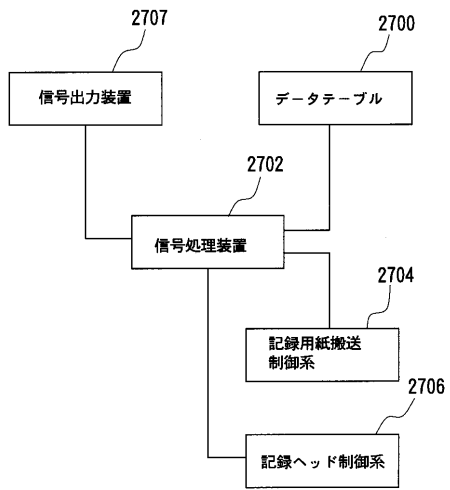 2707
2700
信号出力装置
データテーブル
2702
信号処理装置
2704
記録用紙搬送
制御系
2706
記録ヘッド制御系